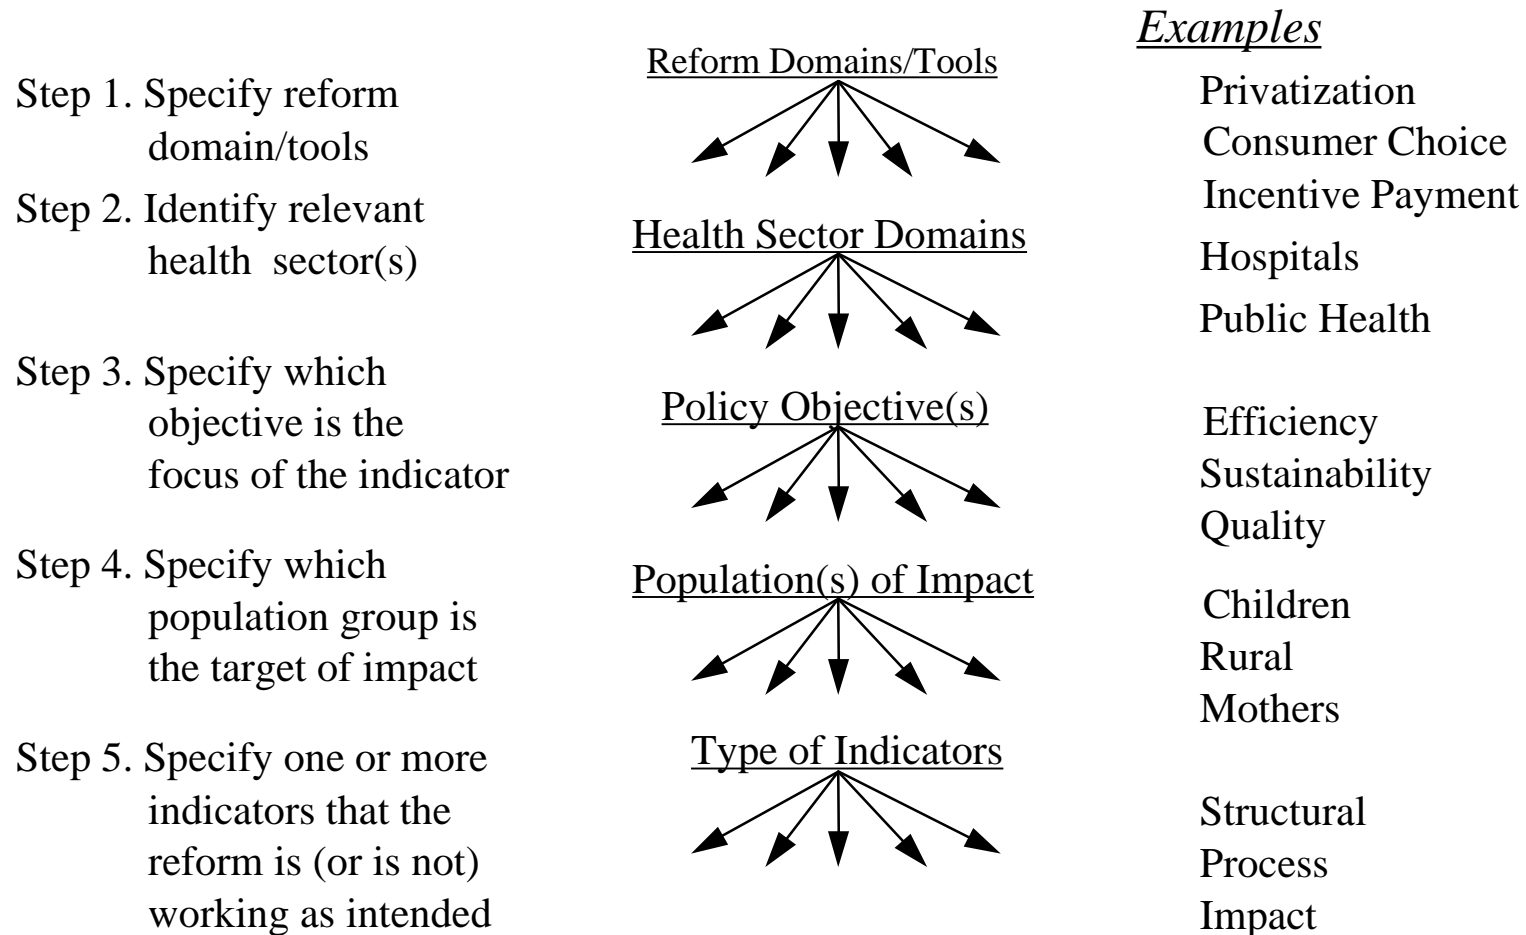 Examples
Reform Domains/Tools
Step 1. Specify reform
domain/tools
Privatization
Consumer Choice
Incentive Payment
Step 2. Identify relevant
health sector(s)
Health Sector Domains
Hospitals
Public Health
Step 3. Specify which
objective is the
focus of the indicator
Policy Objective(s)
Efficiency
Sustainability
Quality
Step 4. Specify which
population group is
the target of impact
Population(s) of Impact
Children
Rural
Mothers
Step 5. Specify one or more
indicators that the
reform is (or is not)
working as intended
Type of Indicators
Structural
Process
Impact